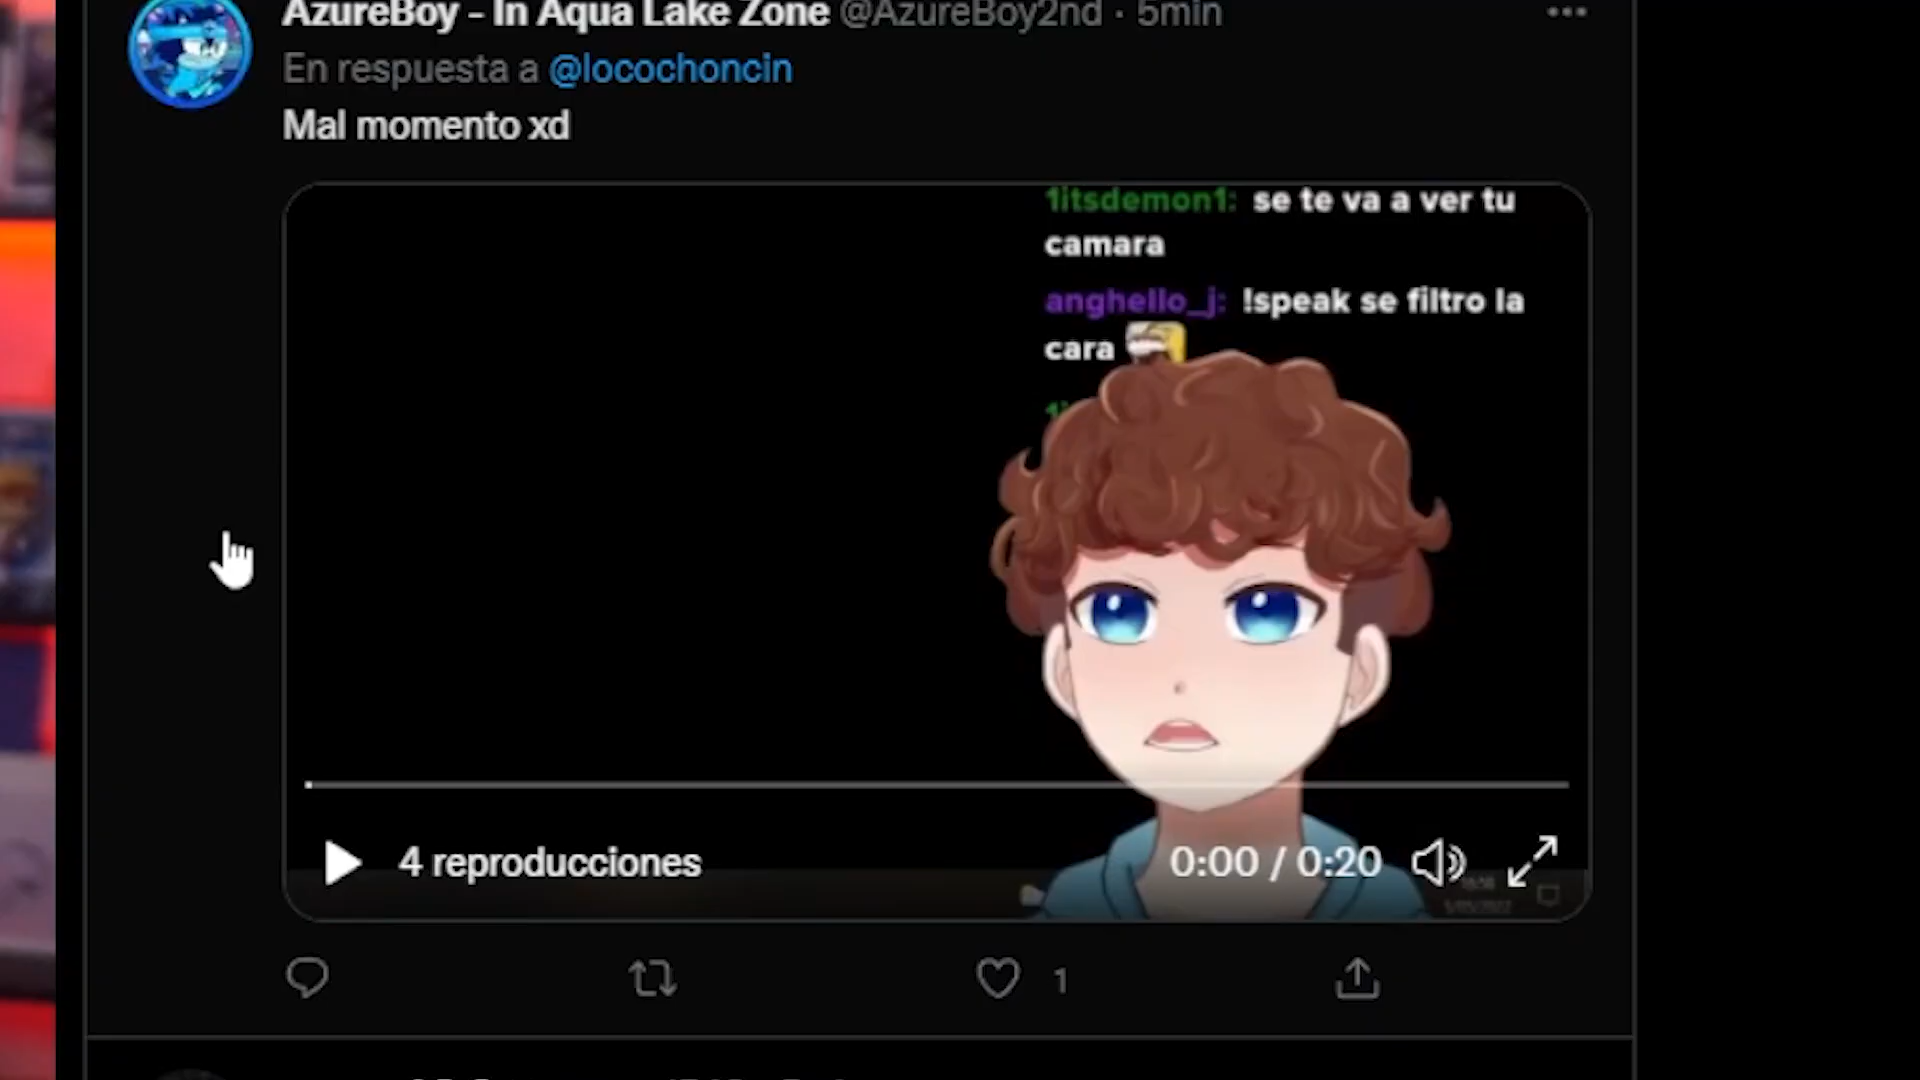 AzureBoy - In Aqua Lake Zone @AzureBoy2nd · 5min
En respuesta a @locochoncin
Mal momento xd
1itsdemon1: se te va a ver tu
camara
anghello_j: !speak se filtro la
cara
4 reproducciones
0:00 / 0:20
1